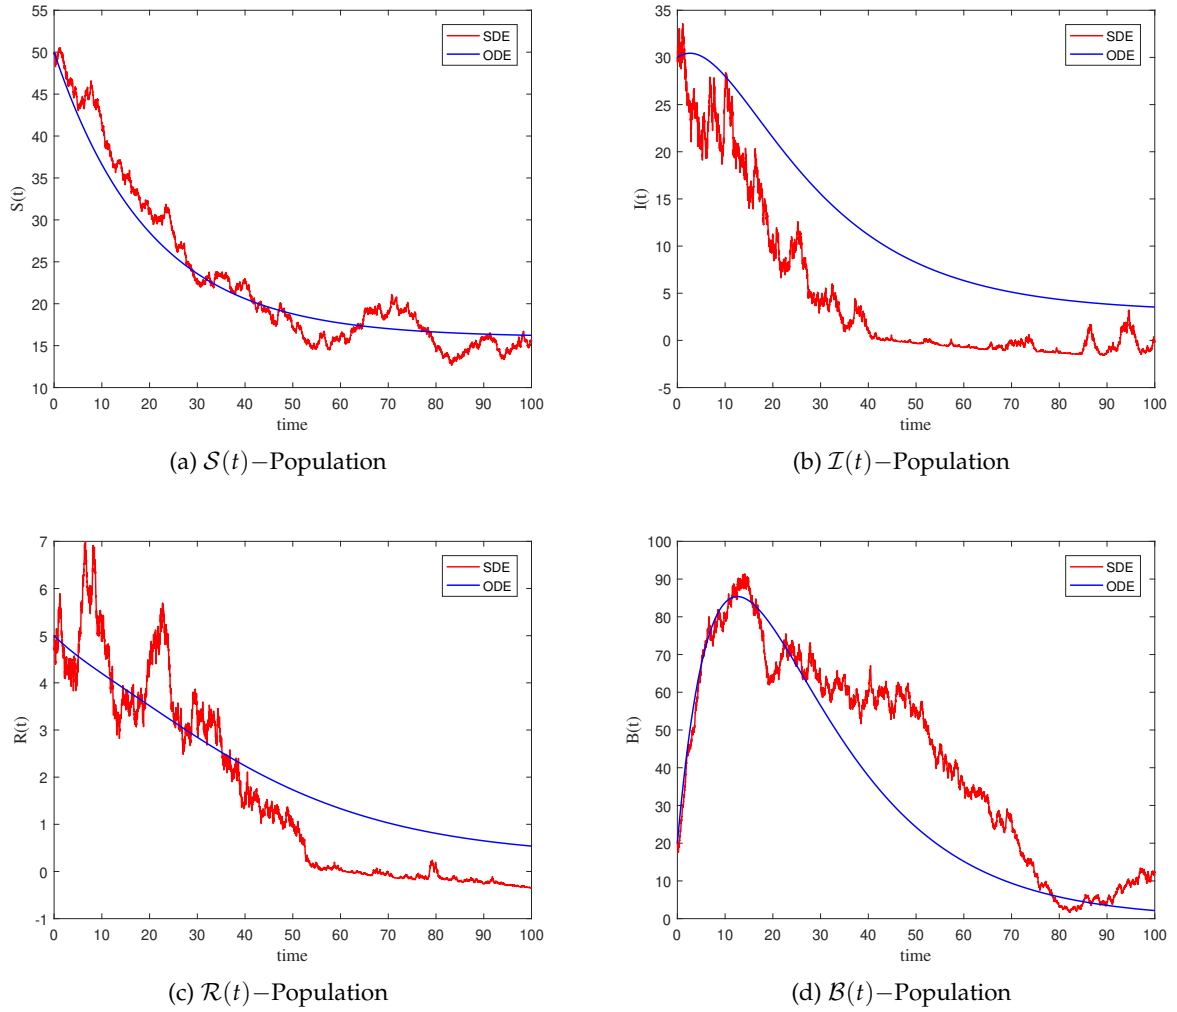 55
50
45
40
35
30
25
20
15
10
S(t)
0 10 20 30 40 50 60 70 80 90 100
time
SDE
ODE
(a) 𝒮(t)−Population
35
30
25
20
15
10
5
0
-5
I(t)
0 10 20 30 40 50 60 70 80 90 100
time
SDE
ODE
(b) ℐ(t)−Population
7
6
5
4
3
2
1
0
-1
R(t)
0 10 20 30 40 50 60 70 80 90 100
time
SDE
ODE
(c) ℛ(t)−Population
100
90
80
70
60
50
40
30
20
10
0
B(t)
0 10 20 30 40 50 60 70 80 90 100
time
SDE
ODE
(d) ℬ(t)−Population